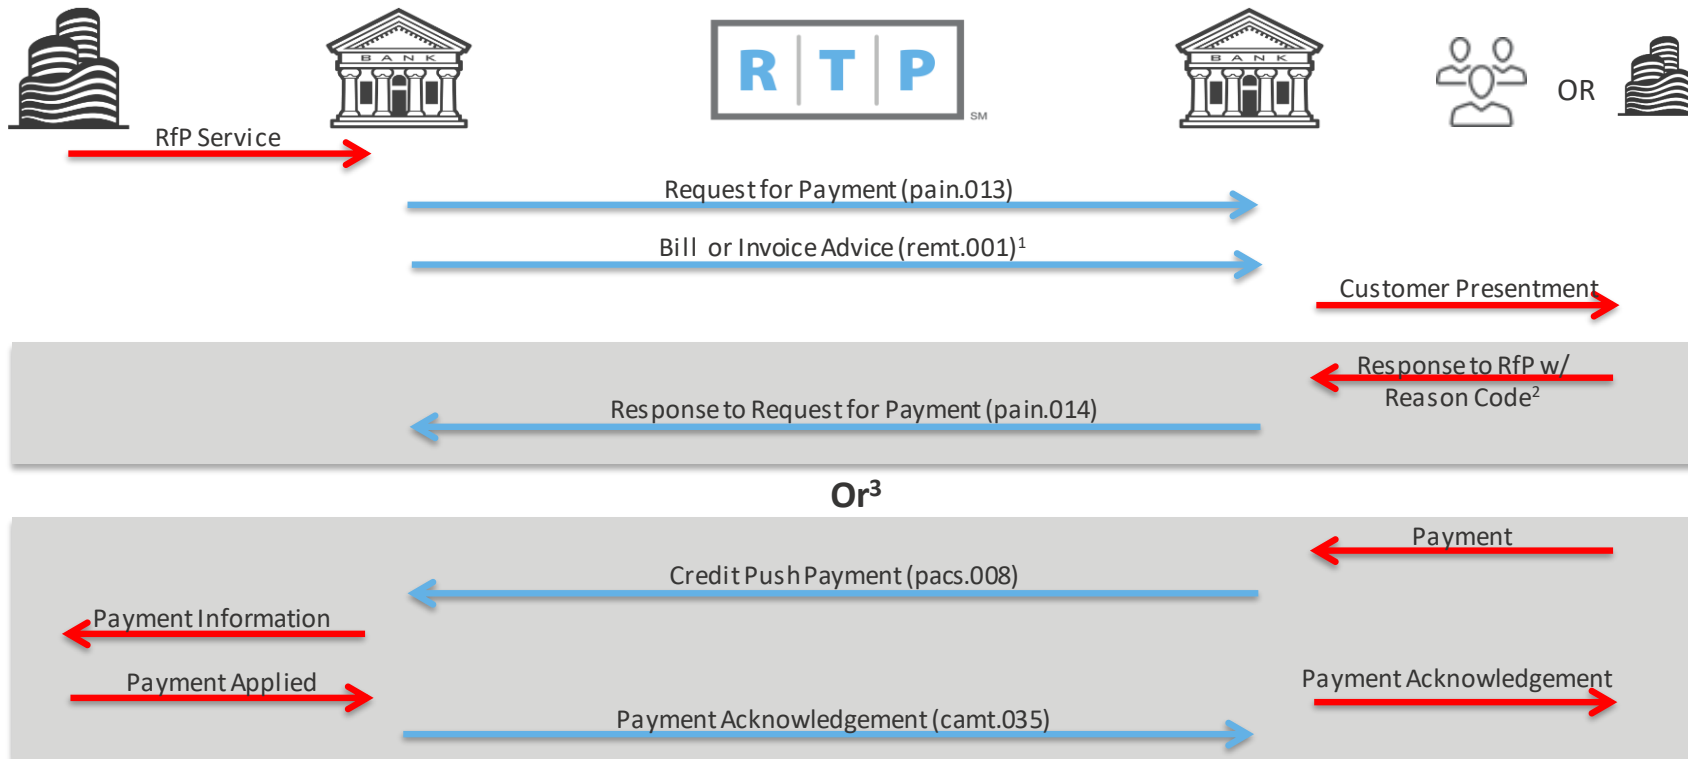 BANK
R T P
SM
BANK
OR
RfP Service
Request for Payment (pain.013)
Bill or Invoice Advice (remt.001)¹
Customer Presentment
Response to RfP w/
Reason Code²
Response to Request for Payment (pain.014)
Or³
Payment
Credit Push Payment (pacs.008)
Payment Information
Payment Applied
Payment Acknowledgement
Payment Acknowledgement (camt.035)